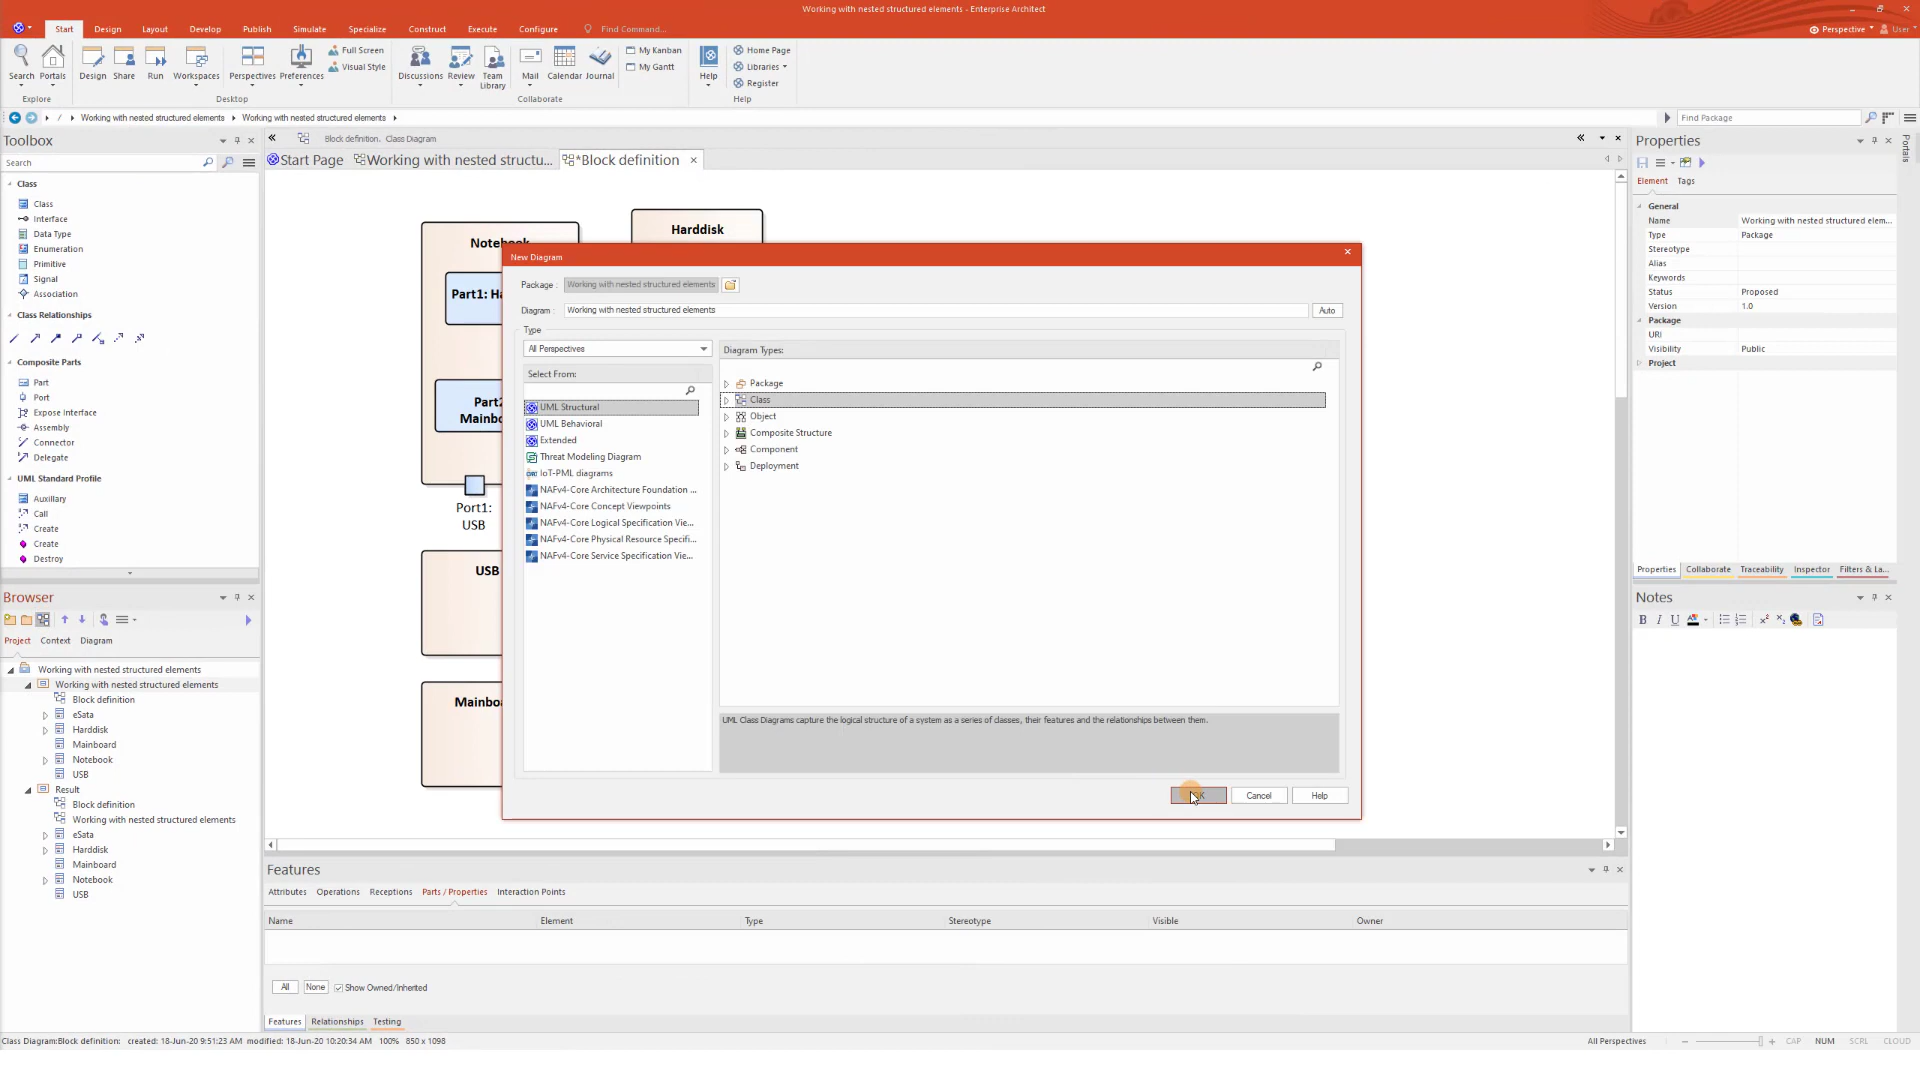 Working with nested structured elements - Enterprise Architect
Start Design Layout Develop Publish Simulate Specialize Construct Execute Configure Find Command... Perspective User
Search Portals Design Share Run Workspaces Perspectives Preferences Full Screen Visual Style Discussions Review Team Library Mail Calendar Journal My Kanban My Gantt Help Home Page Libraries Register
Explore Desktop Collaborate Help
/ Working with nested structured elements Working with nested structured elements Find Package
Toolbox
Search
Class
Class
Interface
Data Type
Enumeration
Primitive
Signal
Association
Class Relationships
Composite Parts
Part
Port
Expose Interface
Assembly
Connector
Delegate
UML Standard Profile
Auxillary
Call
Create
Create
Destroy
Browser
Project Context Diagram
Working with nested structured elements
Working with nested structured elements
Block definition
eSata
Harddisk
Mainboard
Notebook
USB
Result
Block definition
Working with nested structured elements
eSata
Harddisk
Mainboard
Notebook
USB
Block definition. Class Diagram
Start Page Working with nested structu... *Block definition
Notebook
Harddisk
Part1: Ha
Part2
Mainbo
Port1:
USB
USB
Mainboa
New Diagram
Package : Working with nested structured elements
Diagram : Working with nested structured elements Auto
Type
All Perspectives
Select From:
UML Structural
UML Behavioral
Extended
Threat Modeling Diagram
IoT-PML diagrams
NAFv4-Core Architecture Foundation ...
NAFv4-Core Concept Viewpoints
NAFv4-Core Logical Specification Vie...
NAFv4-Core Physical Resource Specifi...
NAFv4-Core Service Specification Vie...
Diagram Types:
Package
Class
Object
Composite Structure
Component
Deployment
UML Class Diagrams capture the logical structure of a system as a series of classes, their features and the relationships between them.
Cancel Help
Features
Attributes Operations Receptions Parts / Properties Interaction Points
Name Element Type Stereotype Visible Owner
All None Show Owned/Inherited
Features Relationships Testing
Properties
Element Tags
General
Name Working with nested structured elem...
Type Package
Stereotype
Alias
Keywords
Status Proposed
Version 1.0
Package
URI
Visibility Public
Project
Properties Collaborate Traceability Inspector Filters & La...
Notes
B I U A
Portals
Class Diagram:Block definition: created: 18-Jun-20 9:51:23 AM modified: 18-Jun-20 10:20:34 AM 100% 850 x 1098 All Perspectives CAP NUM SCRL CLOUD